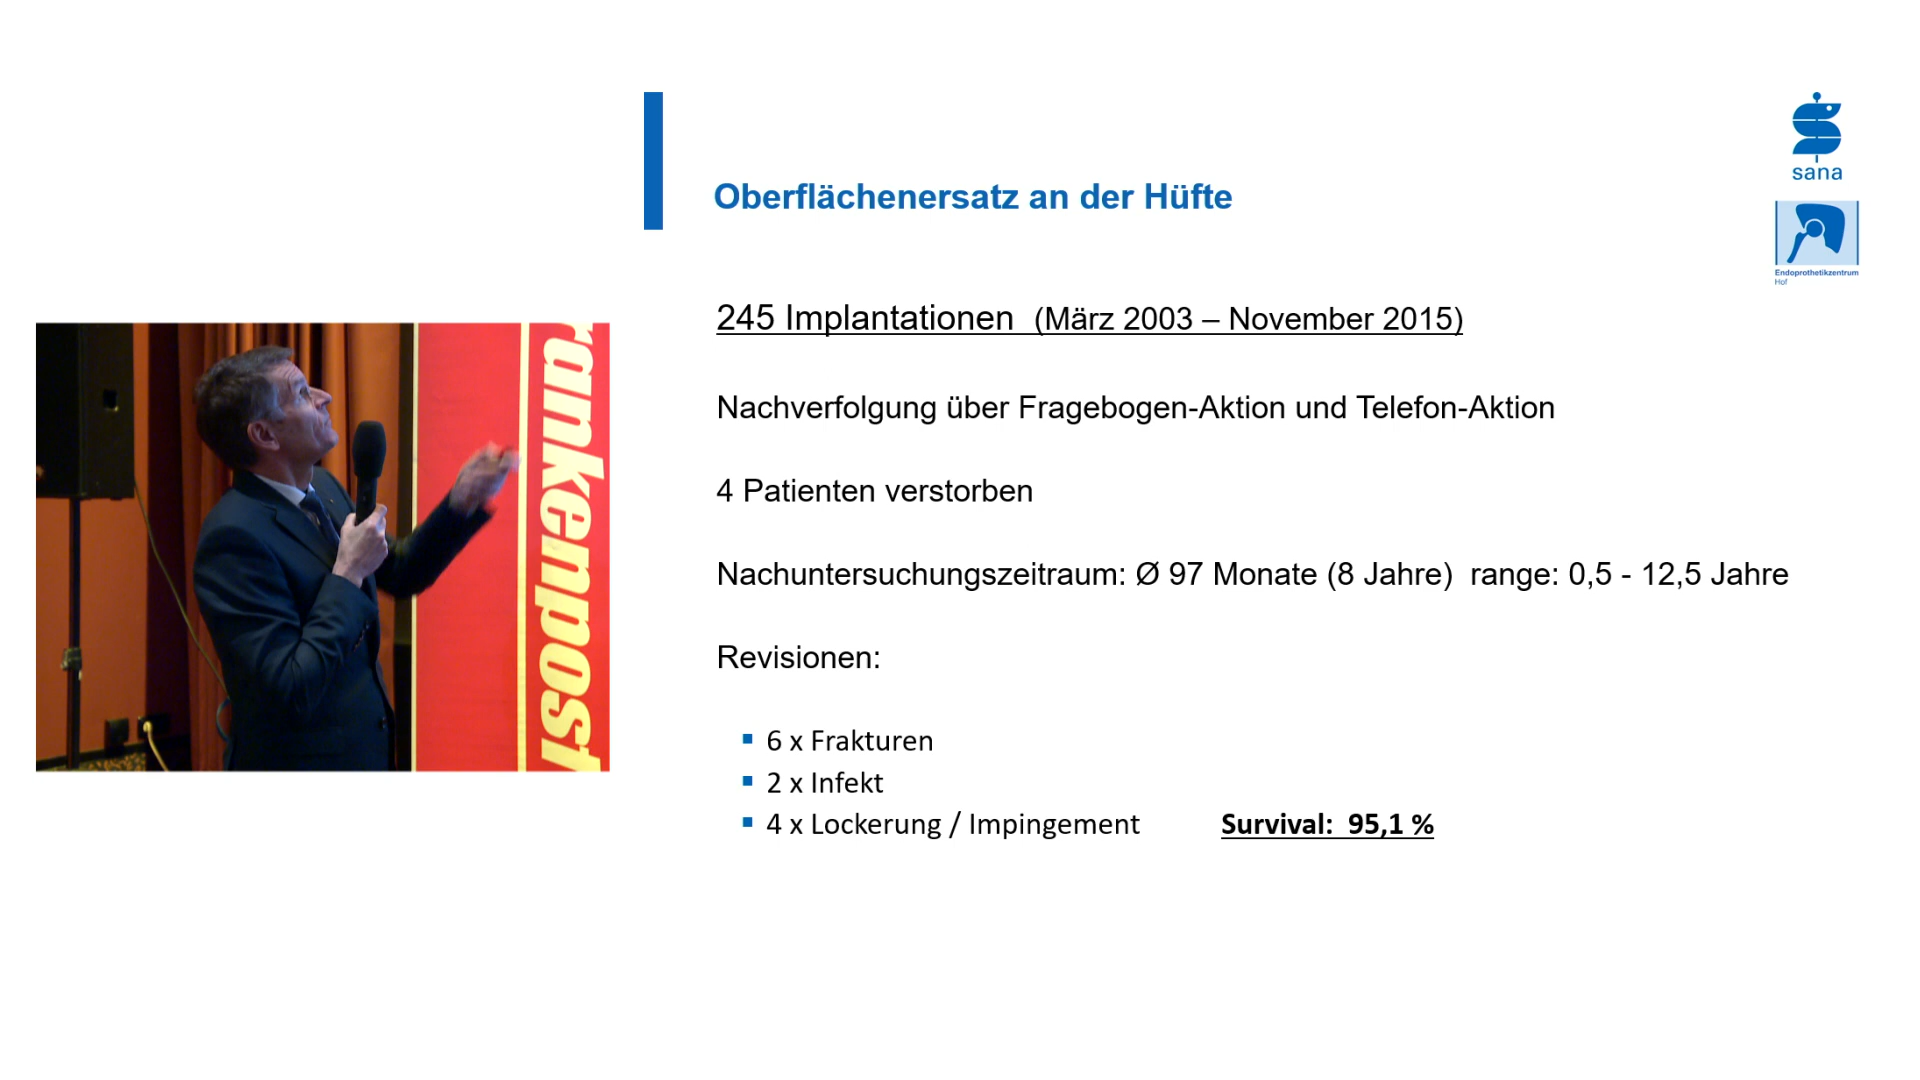 sana
Oberflächenersatz an der Hüfte
Endoprothetikzentrum
Hof
245 Implantationen (März 2003 – November 2015)
Nachverfolgung über Fragebogen-Aktion und Telefon-Aktion
4 Patienten verstorben
Nachuntersuchungszeitraum: Ø 97 Monate (8 Jahre) range: 0,5 - 12,5 Jahre
Revisionen:
▪ 6 x Frakturen
▪ 2 x Infekt
▪ 4 x Lockerung / Impingement Survival: 95,1 %
rankenpost